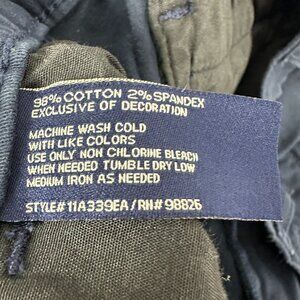 98% COTTON 2% SPANDEX
EXCLUSIVE OF DECORATION
MACHINE WASH COLD
WITH LIKE COLORS
USE ONLY NON CHLORINE BLEACH
WHEN NEEDED TUMBLE DRY LOW
MEDIUM IRON AS NEEDED
STYLE# 11A339EA / RN# 98826